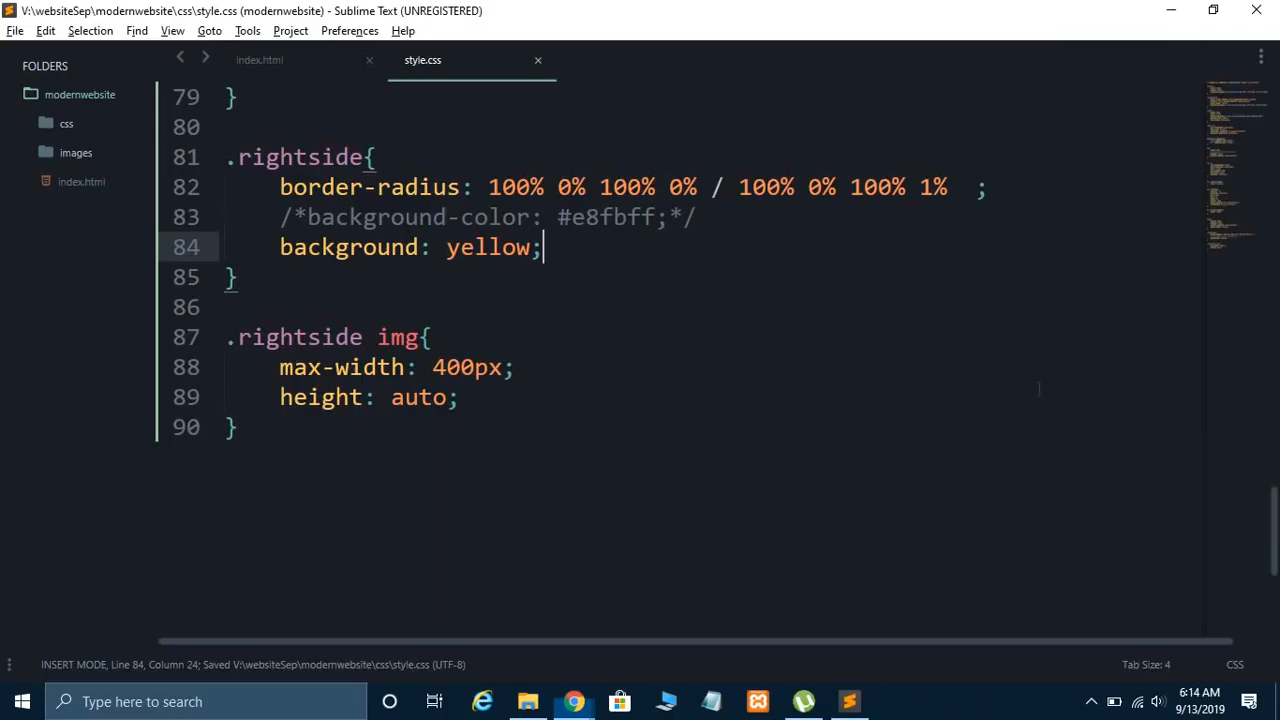 V:\websiteSep\modernwebsite\css\style.css (modernwebsite) - Sublime Text (UNREGISTERED)
File Edit Selection Find View Goto Tools Project Preferences Help
FOLDERS
modernwebsite
css
images
index.html
index.html × style.css ×
79 }
80
81 .rightside{
82 border-radius: 100% 0% 100% 0% / 100% 0% 100% 1%  ;
83 /*background-color: #e8fbff;*/
84 background: yellow;
85 }
86
87 .rightside img{
88 max-width: 400px;
89 height: auto;
90 }
INSERT MODE, Line 84, Column 24; Saved V:\websiteSep\modernwebsite\css\style.css (UTF-8) Tab Size: 4 CSS
Type here to search
6:14 AM
9/13/2019